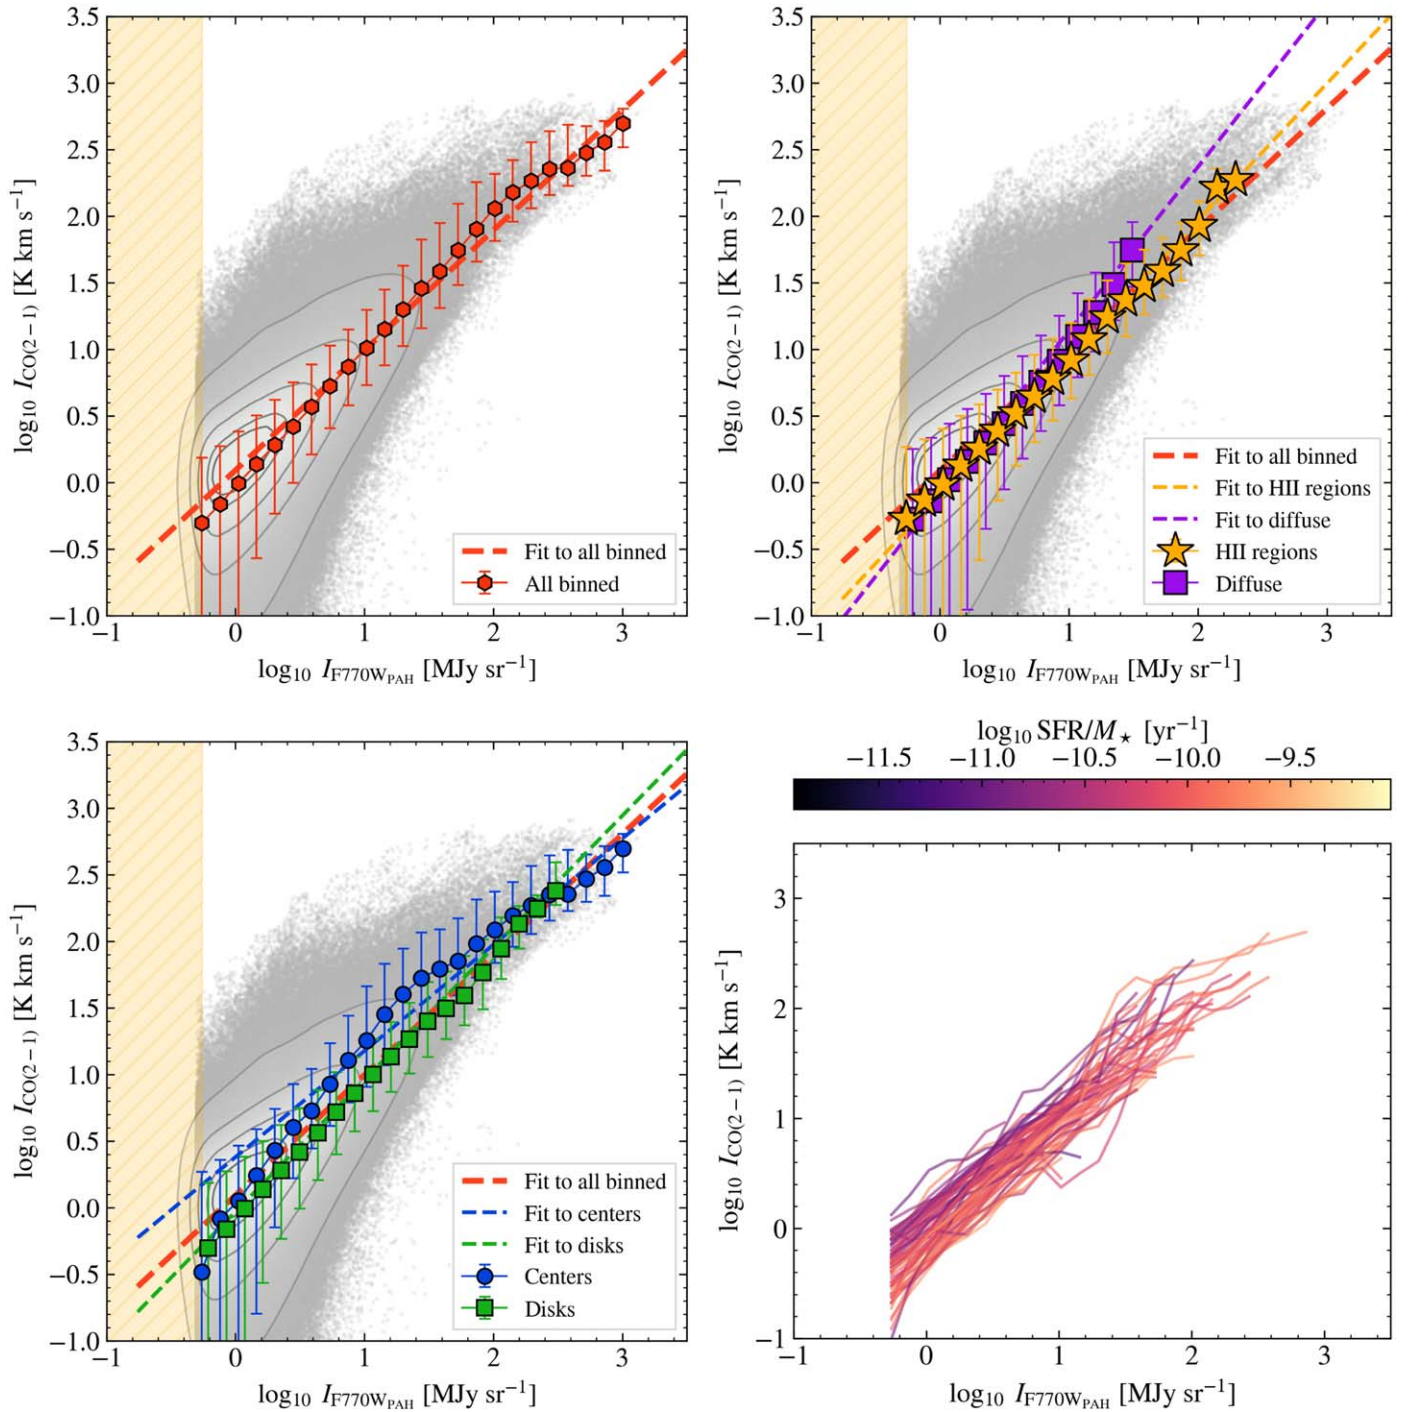 3.5
3.0
2.5
2.0
1.5
1.0
0.5
0.0
−0.5
−1.0
−1 0 1 2 3
log₁₀ I_CO(2−1) [K km s⁻¹]
log₁₀ I_F770W_PAH [MJy sr⁻¹]
Fit to all binned
All binned
3.5
3.0
2.5
2.0
1.5
1.0
0.5
0.0
−0.5
−1.0
−1 0 1 2 3
log₁₀ I_CO(2−1) [K km s⁻¹]
log₁₀ I_F770W_PAH [MJy sr⁻¹]
Fit to all binned
Fit to HII regions
Fit to diffuse
HII regions
Diffuse
3.5
3.0
2.5
2.0
1.5
1.0
0.5
0.0
−0.5
−1.0
−1 0 1 2 3
log₁₀ I_CO(2−1) [K km s⁻¹]
log₁₀ I_F770W_PAH [MJy sr⁻¹]
Fit to all binned
Fit to centers
Fit to disks
Centers
Disks
log₁₀ SFR/M⋆ [yr⁻¹]
−11.5 −11.0 −10.5 −10.0 −9.5
3
2
1
0
−1
−1 0 1 2 3
log₁₀ I_CO(2−1) [K km s⁻¹]
log₁₀ I_F770W_PAH [MJy sr⁻¹]